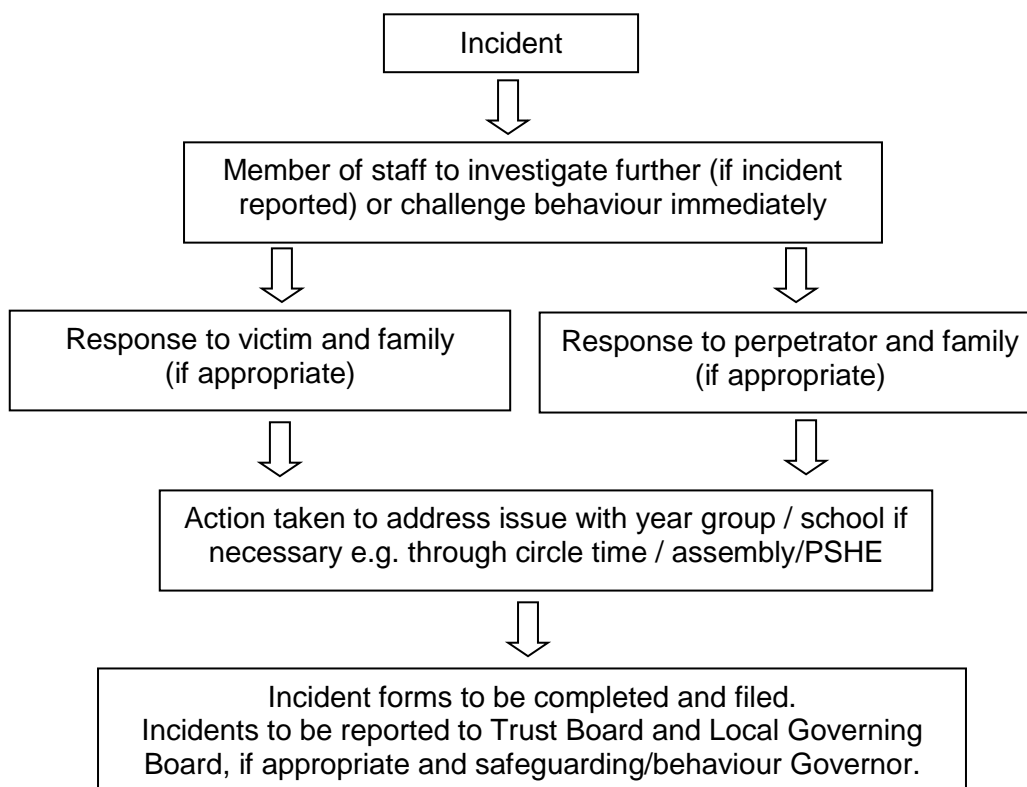 Incident
Member of staff to investigate further (if incident
reported) or challenge behaviour immediately
Response to victim and family
(if appropriate)
Response to perpetrator and family
(if appropriate)
Action taken to address issue with year group / school if
necessary e.g. through circle time / assembly/PSHE
Incident forms to be completed and filed.
Incidents to be reported to Trust Board and Local Governing
Board, if appropriate and safeguarding/behaviour Governor.